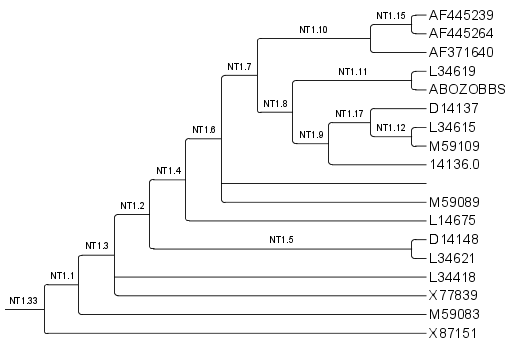 NT1.15
AF445239
NT1.10
AF445264
AF371640
NT1.7
NT1.11
L34619
ABOZOBBS
NT1.8
D14137
NT1.17
L34615
NT1.12
NT1.6
NT1.9
M59109
14136.0
NT1.4
M59089
NT1.2
L14675
NT1.5
D14148
NT1.3
L34621
NT1.1
L34418
X77839
NT1.33
M59083
X87151